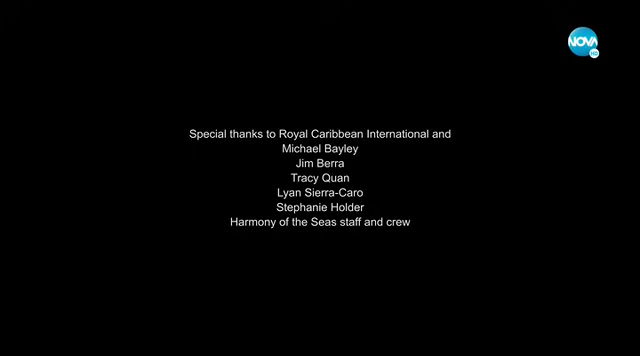 NOVA
HD
Special thanks to Royal Caribbean International and
Michael Bayley
Jim Berra
Tracy Quan
Lyan Sierra-Caro
Stephanie Holder
Harmony of the Seas staff and crew